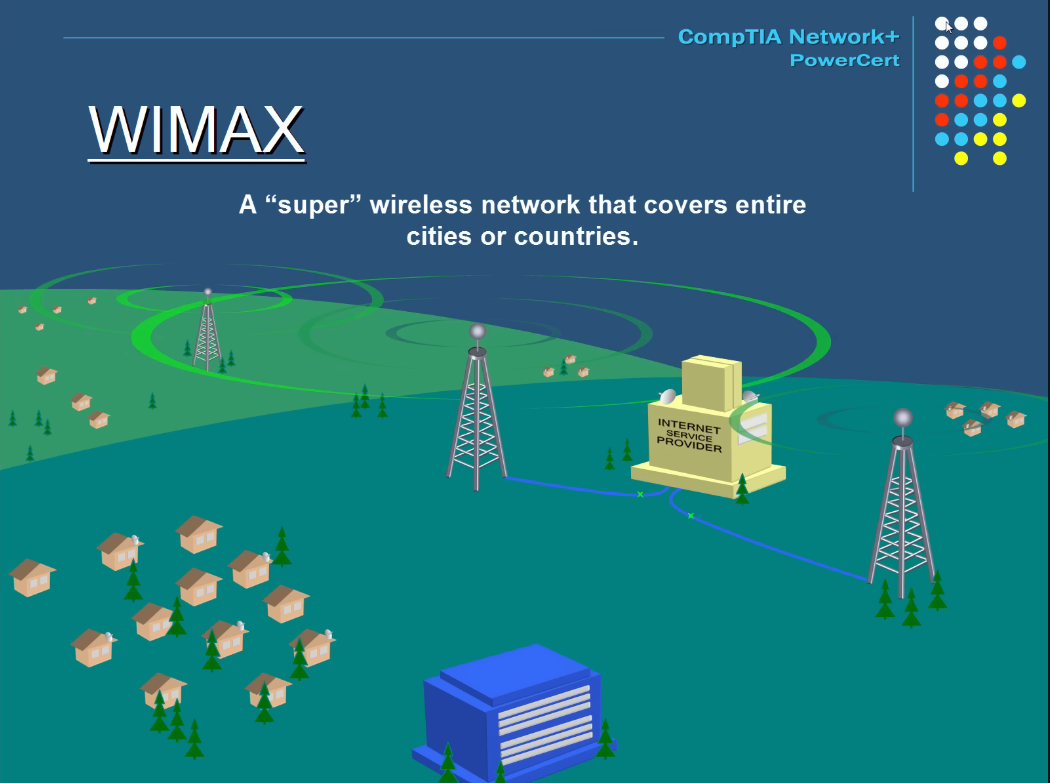 CompTIA Network+
PowerCert
WIMAX
A “super” wireless network that covers entire
cities or countries.
INTERNET
SERVICE
PROVIDER